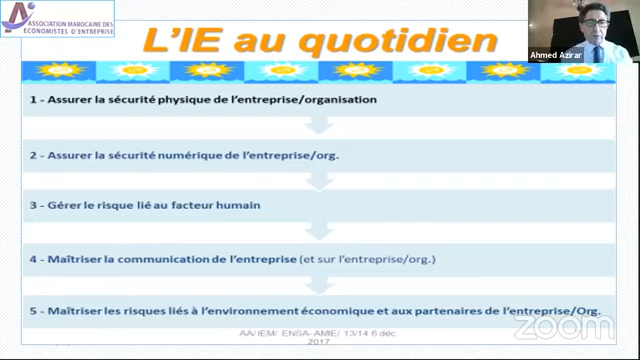 ASSOCIATION MAROCAINE DES
ÉCONOMISTES D'ENTREPRISE
L'IE au quotidien
Ahmed Azirar
1 - Assurer la sécurité physique de l'entreprise/organisation
2 - Assurer la sécurité numérique de l'entreprise/org.
3 - Gérer le risque lié au facteur humain
4 - Maîtriser la communication de l'entreprise (et sur l'entreprise/org.)
5 - Maîtriser les risques liés à l'environnement économique et aux partenaires de l'entreprise/Org.
zoom
AA/ IEM/ ENSA- AMIE/ 13/14 6 déc.
2017